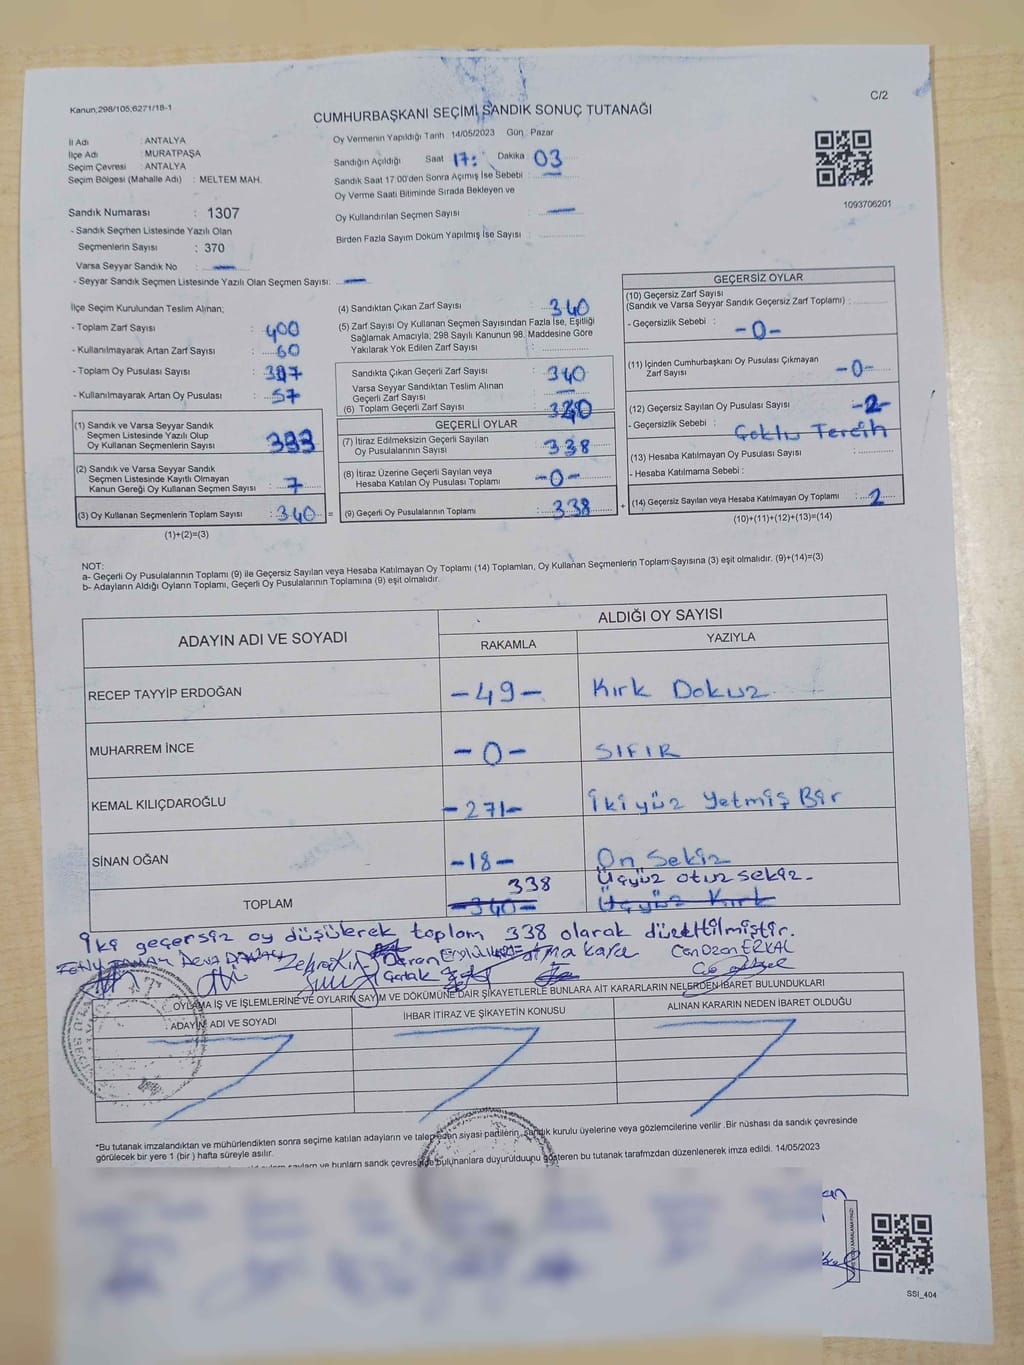 Kanun;298/105,6271/18-1
C/2
CUMHURBAŞKANI SEÇİMİ SANDIK SONUÇ TUTANAĞI
İl Adı : ANTALYA
İlçe Adı : MURATPAŞA
Seçim Çevresi : ANTALYA
Seçim Bölgesi (Mahalle Adı) : MELTEM MAH.
Oy Vermenin Yapıldığı Tarih 14/05/2023 Gün Pazar
Sandığın Açıldığı Saat 17: Dakika 03
Sandık Saat 17.00'den Sonra Açımış İse Sebebi : —
Oy Verme Saati Bitiminde Sırada Bekleyen ve
Oy Kullandırılan Seçmen Sayısı —
Birden Fazla Sayım Döküm Yapılmış İse Sayısı :
1093706201
Sandık Numarası : 1307
- Sandık Seçmen Listesinde Yazılı Olan
Seçmenlerin Sayısı : 370
Varsa Seyyar Sandık No : —
- Seyyar Sandık Seçmen Listesinde Yazılı Olan Seçmen Sayısı: —
İlçe Seçim Kurulundan Teslim Alınan;
- Toplam Zarf Sayısı : 400
- Kullanılmayarak Artan Zarf Sayısı : 60
- Toplam Oy Pusulası Sayısı : 397
- Kullanılmayarak Artan Oy Pusulası : 57
(1) Sandık ve Varsa Seyyar Sandık
Seçmen Listesinde Yazılı Olup
Oy Kullanan Seçmenlerin Sayısı : 333
(2) Sandık ve Varsa Seyyar Sandık
Seçmen Listesinde Kayıtlı Olmayan
Kanun Gereği Oy Kullanan Seçmen Sayısı : 7
(3) Oy Kullanan Seçmenlerin Toplam Sayısı : 340 =
(1)+(2)=(3)
(4) Sandıktan Çıkan Zarf Sayısı : 340
(5) Zarf Sayısı Oy Kullanan Seçmen Sayısından Fazla İse, Eşitliği
Sağlamak Amacıyla; 298 Sayılı Kanunun 98. Maddesine Göre
Yakılarak Yok Edilen Zarf Sayısı :
Sandıkta Çıkan Geçerli Zarf Sayısı : 340
Varsa Seyyar Sandıktan Teslim Alınan
Geçerli Zarf Sayısı : —
(6) Toplam Geçerli Zarf Sayısı : 340
GEÇERLİ OYLAR
(7) İtiraz Edilmeksizin Geçerli Sayılan
Oy Pusulalarının Sayısı : 338
(8) İtiraz Üzerine Geçerli Sayılan veya
Hesaba Katılan Oy Pusulası Toplamı : -0-
(9) Geçerli Oy Pusulalarının Toplamı : 338 +
GEÇERSİZ OYLAR
(10) Geçersiz Zarf Sayısı
(Sandık ve Varsa Seyyar Sandık Geçersiz Zarf Toplamı) :
- Geçersizlik Sebebi : -0-
(11) İçinden Cumhurbaşkanı Oy Pusulası Çıkmayan
Zarf Sayısı : -0-
(12) Geçersiz Sayılan Oy Pusulası Sayısı : -2-
- Geçersizlik Sebebi : Çoklu Tercih
(13) Hesaba Katılmayan Oy Pusulası Sayısı :
- Hesaba Katılmama Sebebi :
(14) Geçersiz Sayılan veya Hesaba Katılmayan Oy Toplamı : 2
(10)+(11)+(12)+(13)=(14)
NOT:
a- Geçerli Oy Pusulalarının Toplamı (9) ile Geçersiz Sayılan veya Hesaba Katılmayan Oy Toplamı (14) Toplamları, Oy Kullanan Seçmenlerin Toplam Sayısına (3) eşit olmalıdır. (9)+(14)=(3)
b- Adayların Aldığı Oyların Toplamı, Geçerli Oy Pusulalarının Toplamına (9) eşit olmalıdır.
ADAYIN ADI VE SOYADI
ALDIĞI OY SAYISI
RAKAMLA YAZIYLA
RECEP TAYYİP ERDOĞAN -49- Kırk Dokuz
MUHARREM İNCE -0- SIFIR
KEMAL KILIÇDAROĞLU -271- İkiyüz Yetmiş Bir
SİNAN OĞAN -18- On Sekiz
338 Üçyüz otuz sekiz-
TOPLAM -340- Üçyüz Kırk
İki geçersiz oy düşülerek toplam 338 olarak düzeltilmiştir.
Can Ozan ERKAL
OYLAMA İŞ VE İŞLEMLERİNE VE OYLARIN SAYIM VE DÖKÜMÜNE DAİR ŞİKAYETLERLE BUNLARA AİT KARARLARIN NELERDEN İBARET BULUNDUKLARI
ADAYIN ADI VE SOYADI İHBAR İTİRAZ VE ŞİKAYETİN KONUSU ALINAN KARARIN NEDEN İBARET OLDUĞU
*Bu tutanak imzalandıktan ve mühürlendikten sonra seçime katılan adayların ve talep eden siyasi partilerin, sandık kurulu üyelerine veya gözlemcilerine verilir .Bir nüshası da sandık çevresinde
görülecek bir yere 1 (bir ) hafta süreyle asılır.
bulunanlara duyurulduunu gösteren bu tutanak tarafımzdan düzenlenerek imza edildi. 14/05/2023
SSI_404